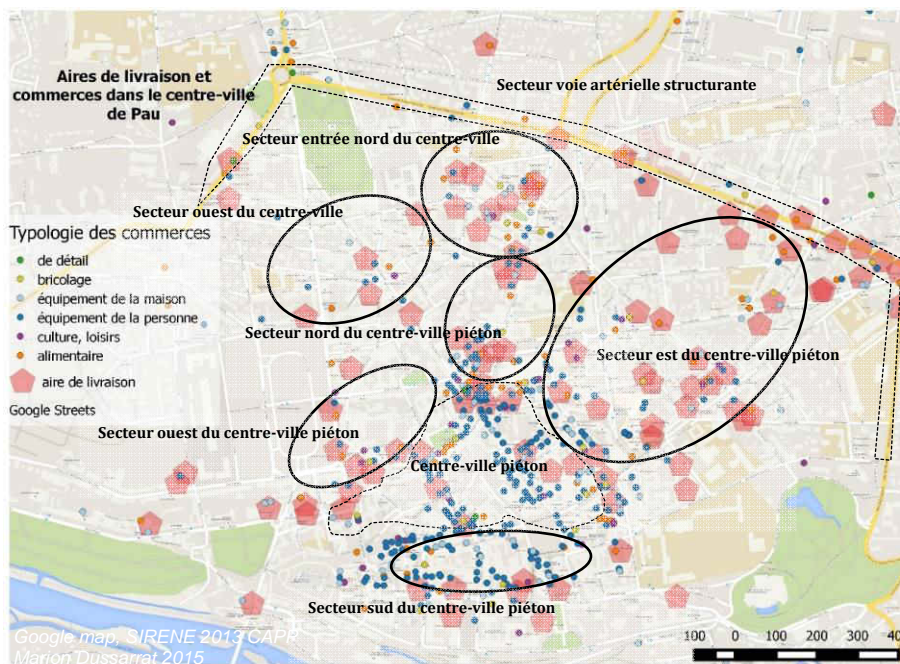 Aires de livraison et
commerces dans le centre-ville
de Pau
Secteur voie artérielle structurante
Secteur entrée nord du centre-ville
Secteur ouest du centre-ville
Typologie des commerces
de détail
bricolage
équipement de la maison
équipement de la personne
culture, loisirs
alimentaire
aire de livraison
Google Streets
Secteur nord du centre-ville piéton
Secteur est du centre-ville piéton
Secteur ouest du centre-ville piéton
Centre-ville piéton
Secteur sud du centre-ville piéton
Google map, SIRENE 2013 CAPP
Marion Dussarrat 2015
100 0 100 200 300 400